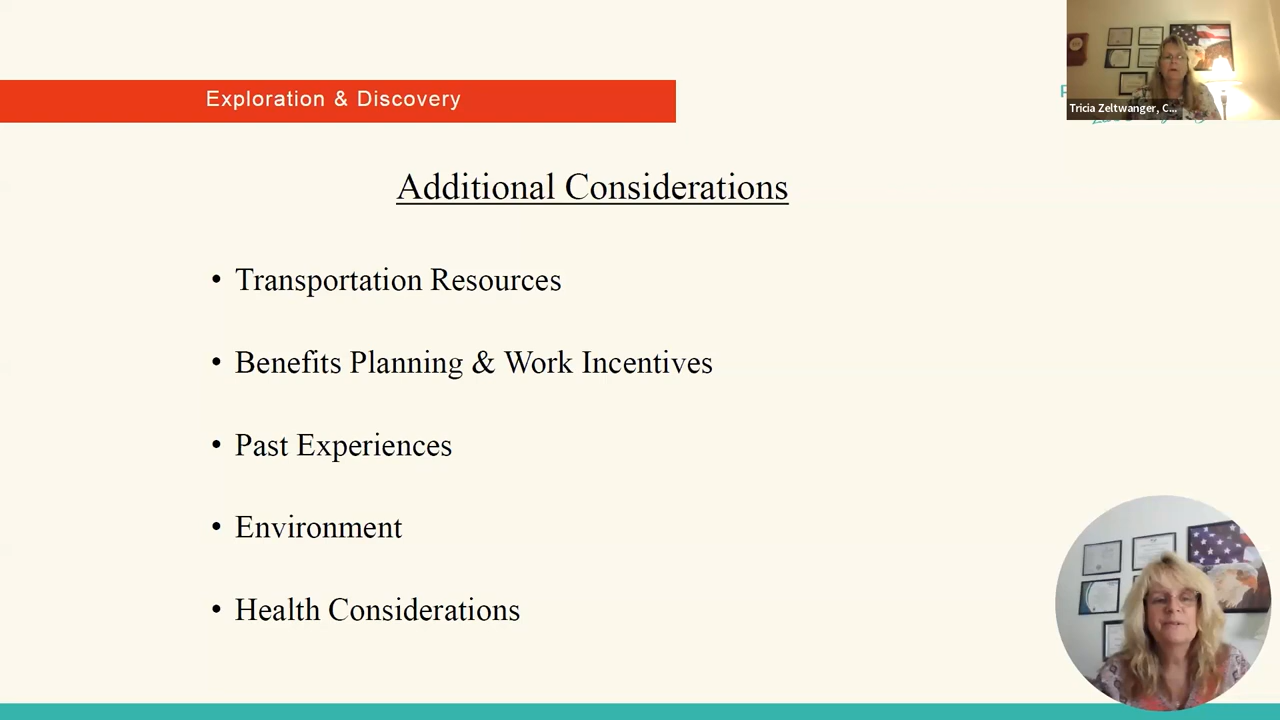 Exploration & Discovery
Tricia Zeltwanger, C...
Additional Considerations
• Transportation Resources
• Benefits Planning & Work Incentives
• Past Experiences
• Environment
• Health Considerations